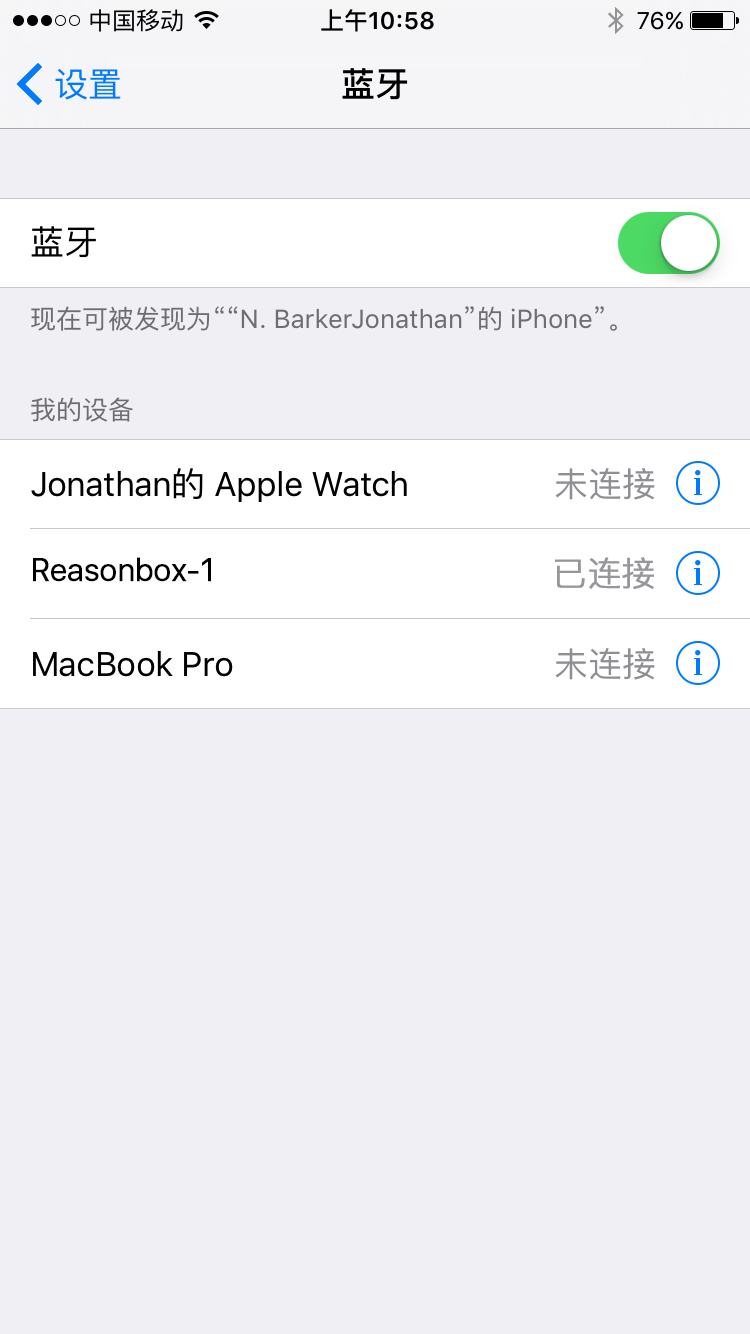 中国移动 上午10:58 76%
设置 蓝牙
蓝牙
现在可被发现为““N. BarkerJonathan”的 iPhone”。
我的设备
Jonathan的 Apple Watch 未连接
Reasonbox-1 已连接
MacBook Pro 未连接